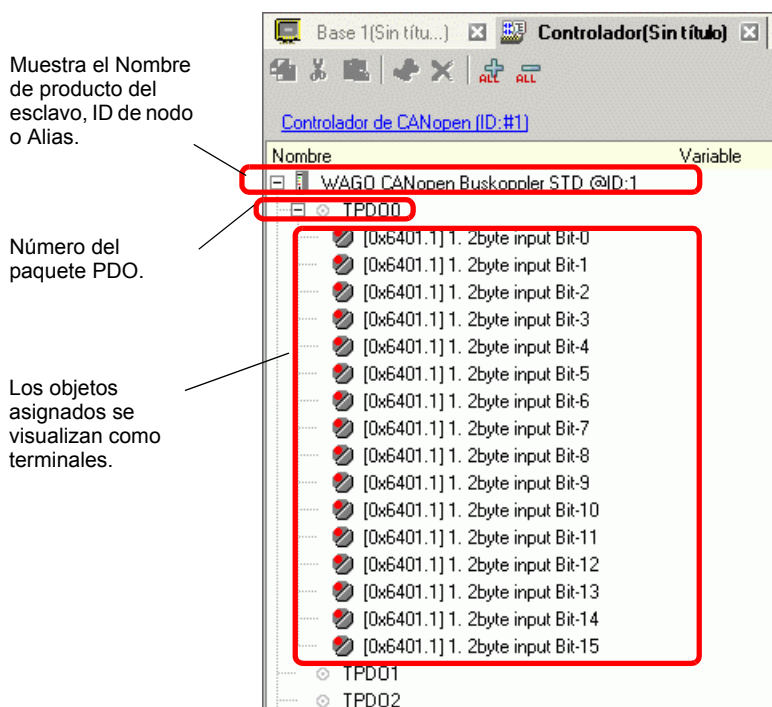 Base 1(Sin títu...)
Controlador(Sin título)
ALL ALL
Controlador de CANopen (ID:#1)
Nombre Variable
Muestra el Nombre
de producto del
esclavo, ID de nodo
o Alias.
WAGO CANopen Buskoppler STD @ID:1
TPDO0
Número del
paquete PDO.
[0x6401.1] 1. 2byte input Bit-0
[0x6401.1] 1. 2byte input Bit-1
[0x6401.1] 1. 2byte input Bit-2
[0x6401.1] 1. 2byte input Bit-3
[0x6401.1] 1. 2byte input Bit-4
[0x6401.1] 1. 2byte input Bit-5
[0x6401.1] 1. 2byte input Bit-6
[0x6401.1] 1. 2byte input Bit-7
[0x6401.1] 1. 2byte input Bit-8
[0x6401.1] 1. 2byte input Bit-9
[0x6401.1] 1. 2byte input Bit-10
[0x6401.1] 1. 2byte input Bit-11
[0x6401.1] 1. 2byte input Bit-12
[0x6401.1] 1. 2byte input Bit-13
[0x6401.1] 1. 2byte input Bit-14
[0x6401.1] 1. 2byte input Bit-15
Los objetos
asignados se
visualizan como
terminales.
TPDO1
TPDO2